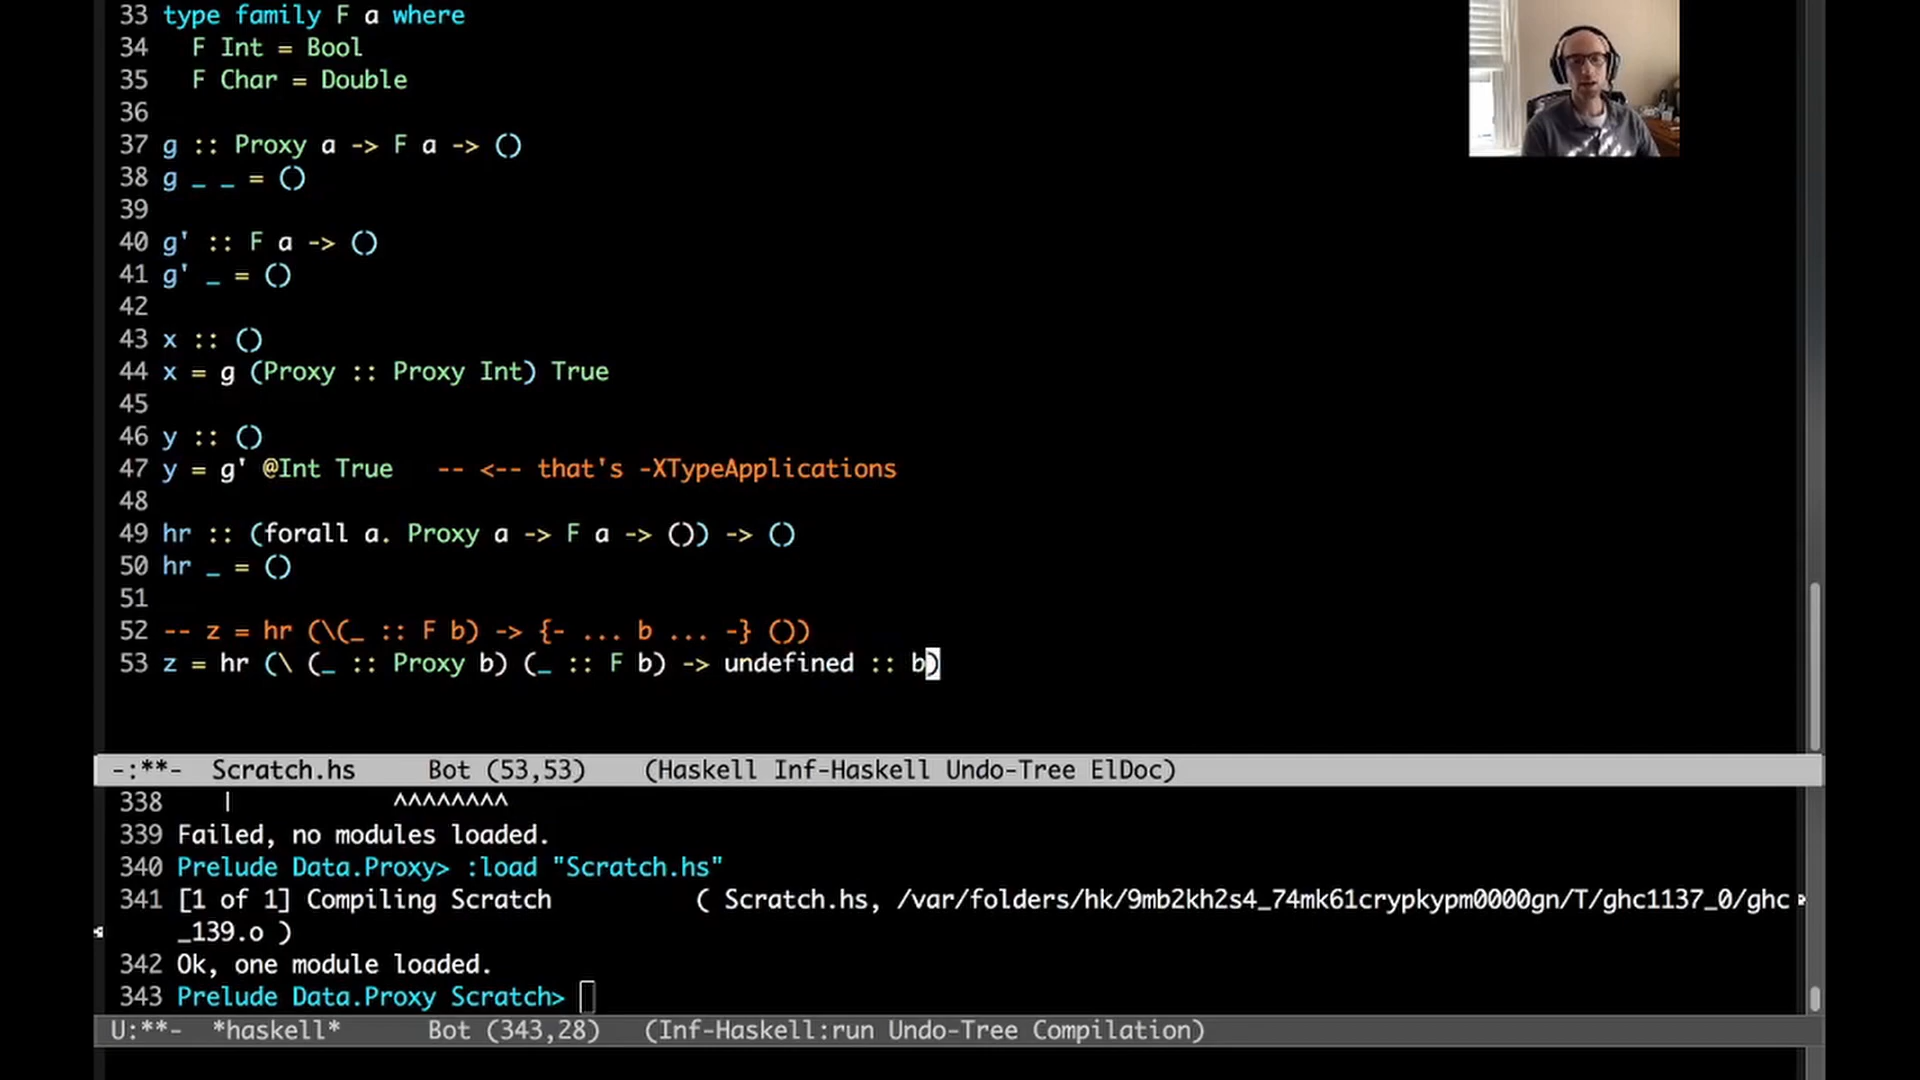 33 type family F a where
34   F Int = Bool
35   F Char = Double
36
37 g :: Proxy a -> F a -> ()
38 g _ _ = ()
39
40 g' :: F a -> ()
41 g' _ = ()
42
43 x :: ()
44 x = g (Proxy :: Proxy Int) True
45
46 y :: ()
47 y = g' @Int True   -- <-- that's -XTypeApplications
48
49 hr :: (forall a. Proxy a -> F a -> ()) -> ()
50 hr _ = ()
51
52 -- z = hr (\(_ :: F b) -> {- ... b ... -} ())
53 z = hr (\ (_ :: Proxy b) (_ :: F b) -> undefined :: b)
-:**-  Scratch.hs     Bot (53,53)    (Haskell Inf-Haskell Undo-Tree ElDoc)
338    |           ^^^^^^^^
339 Failed, no modules loaded.
340 Prelude Data.Proxy> :load "Scratch.hs"
341 [1 of 1] Compiling Scratch          ( Scratch.hs, /var/folders/hk/9mb2kh2s4_74mk61crypkypm0000gn/T/ghc1137_0/ghc
_139.o )
342 Ok, one module loaded.
343 Prelude Data.Proxy Scratch>
U:**-  *haskell*      Bot (343,28)   (Inf-Haskell:run Undo-Tree Compilation)